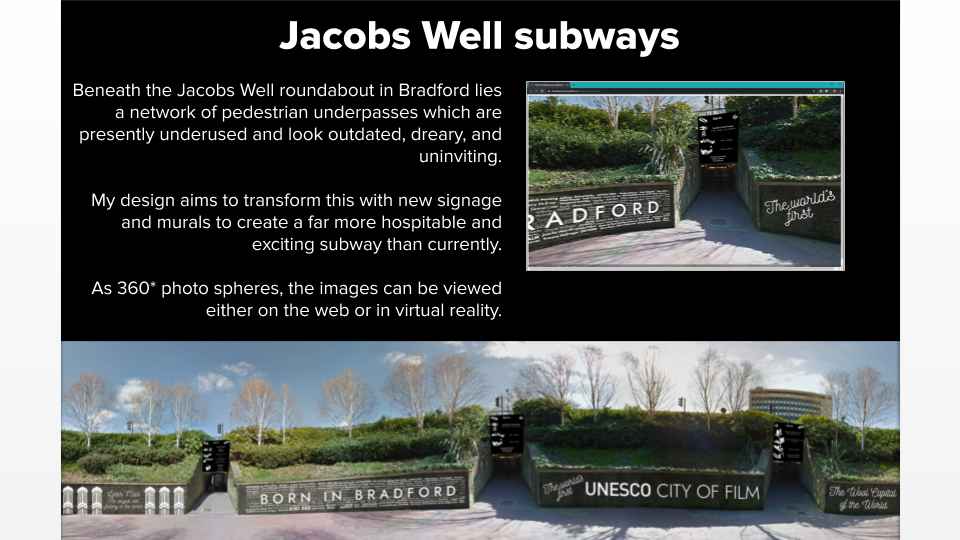 Jacobs Well subways
Beneath the Jacobs Well roundabout in Bradford lies
a network of pedestrian underpasses which are
presently underused and look outdated, dreary, and
uninviting.
My design aims to transform this with new signage
and murals to create a far more hospitable and
exciting subway than currently.
As 360* photo spheres, the images can be viewed
either on the web or in virtual reality.
RADFORD
The world's
first
BORN IN BRADFORD
The world's
first
UNESCO CITY OF FILM
The Wool Capital
of the World